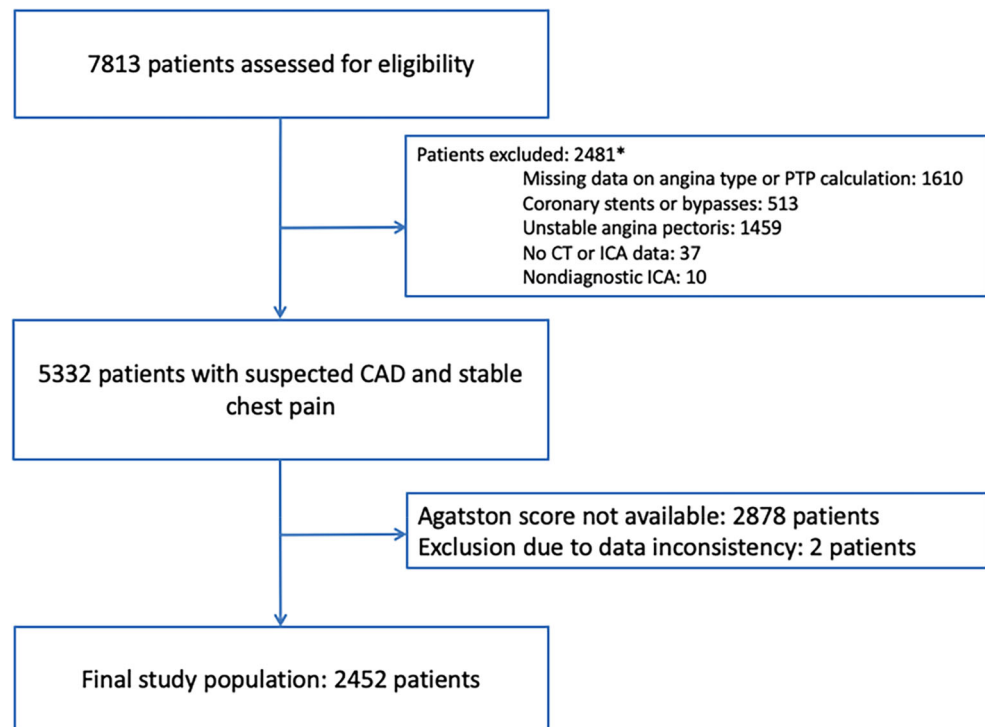 7813 patients assessed for eligibility
Patients excluded: 2481*
Missing data on angina type or PTP calculation: 1610
Coronary stents or bypasses: 513
Unstable angina pectoris: 1459
No CT or ICA data: 37
Nondiagnostic ICA: 10
5332 patients with suspected CAD and stable
chest pain
Agatston score not available: 2878 patients
Exclusion due to data inconsistency: 2 patients
Final study population: 2452 patients